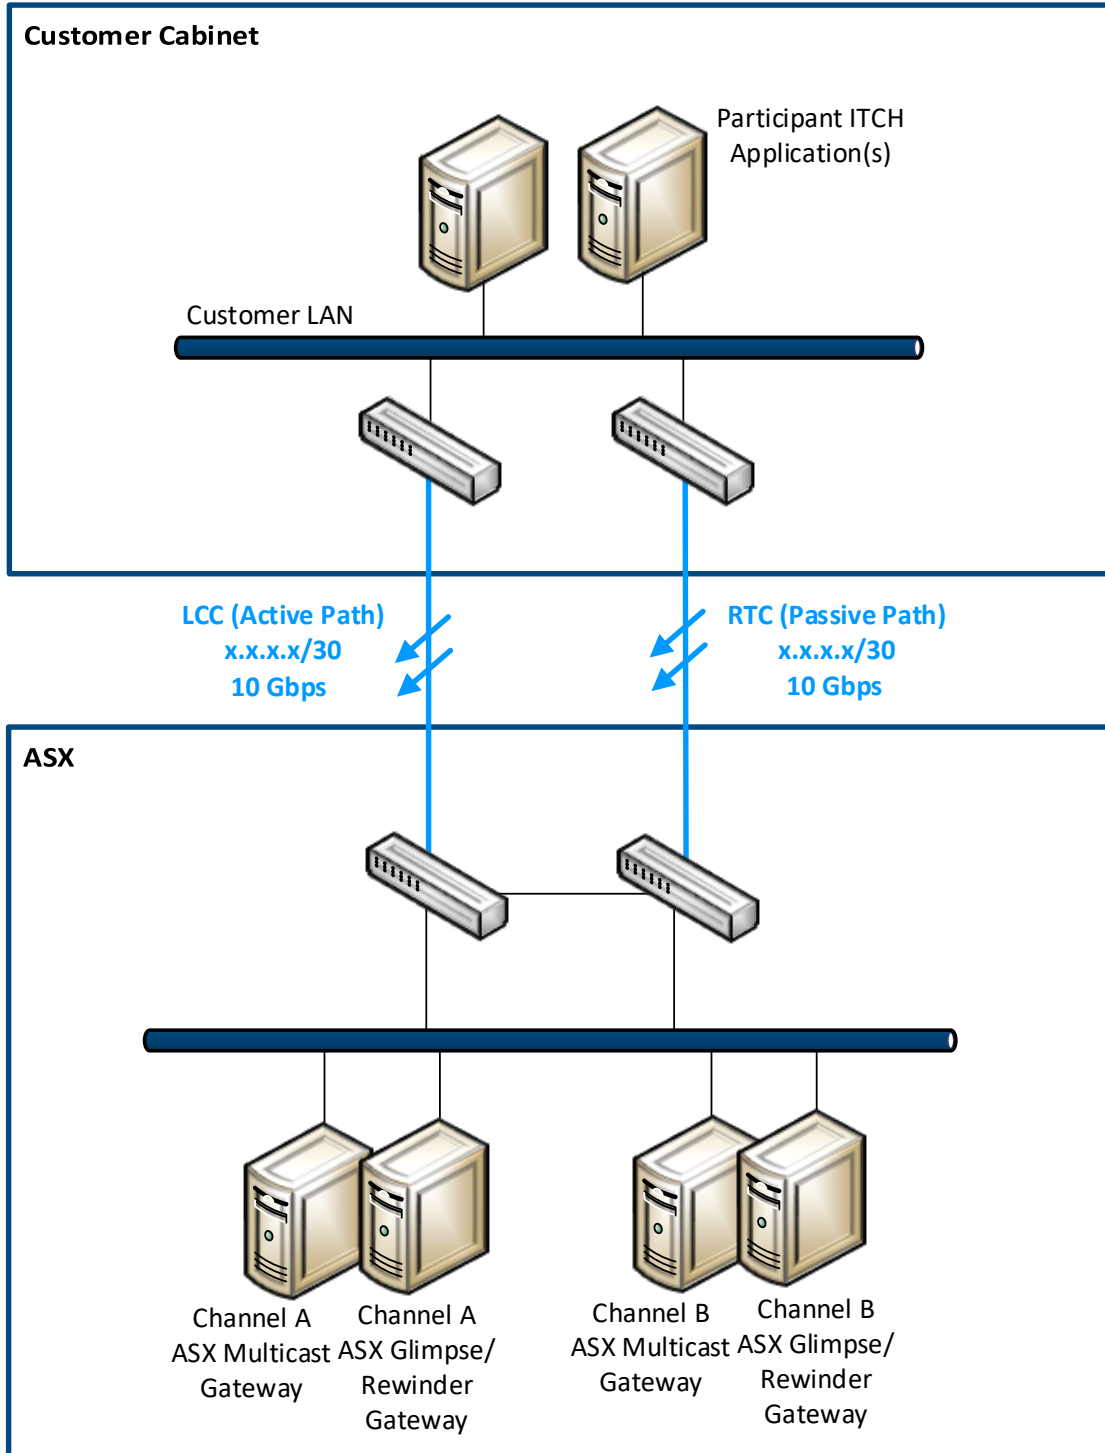 Customer Cabinet
Participant ITCH
Application(s)
Customer LAN
LCC (Active Path)
x.x.x.x/30
10 Gbps
RTC (Passive Path)
x.x.x.x/30
10 Gbps
ASX
Channel A
ASX Multicast
Gateway
Channel A
ASX Glimpse/
Rewinder
Gateway
Channel B
ASX Multicast
Gateway
Channel B
ASX Glimpse/
Rewinder
Gateway